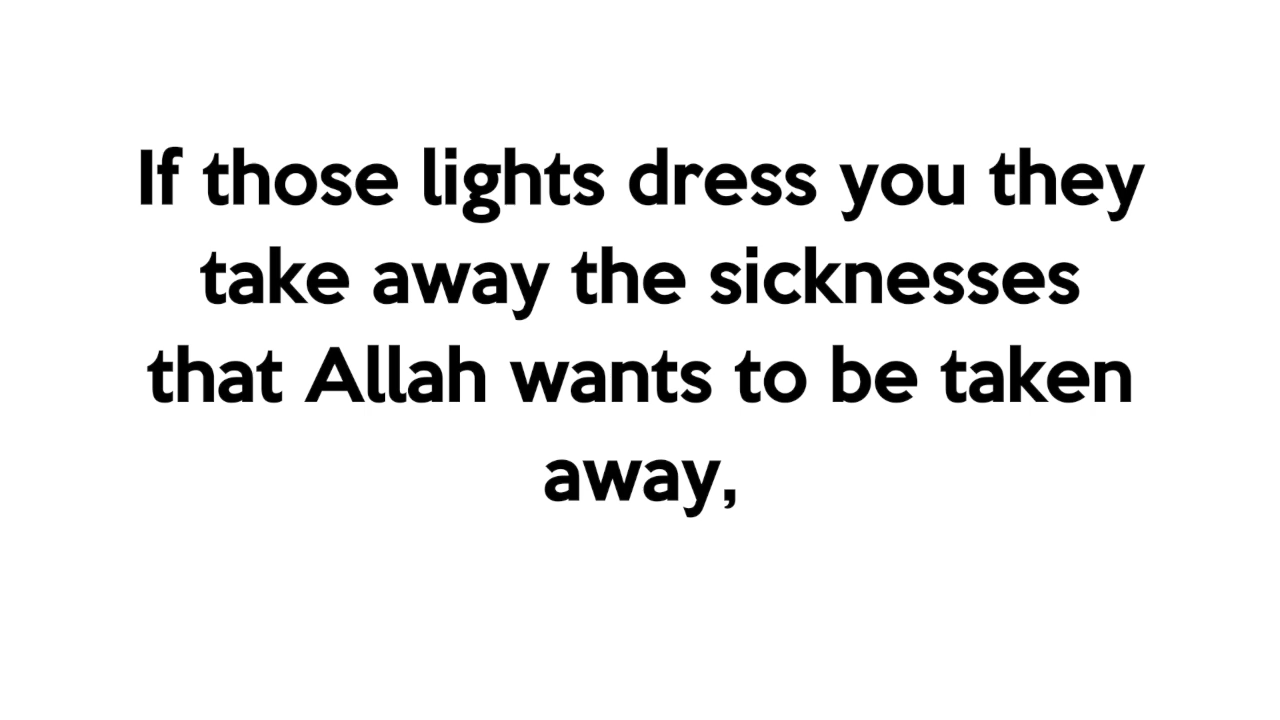 If those lights dress you they
take away the sicknesses
that Allah wants to be taken
away,